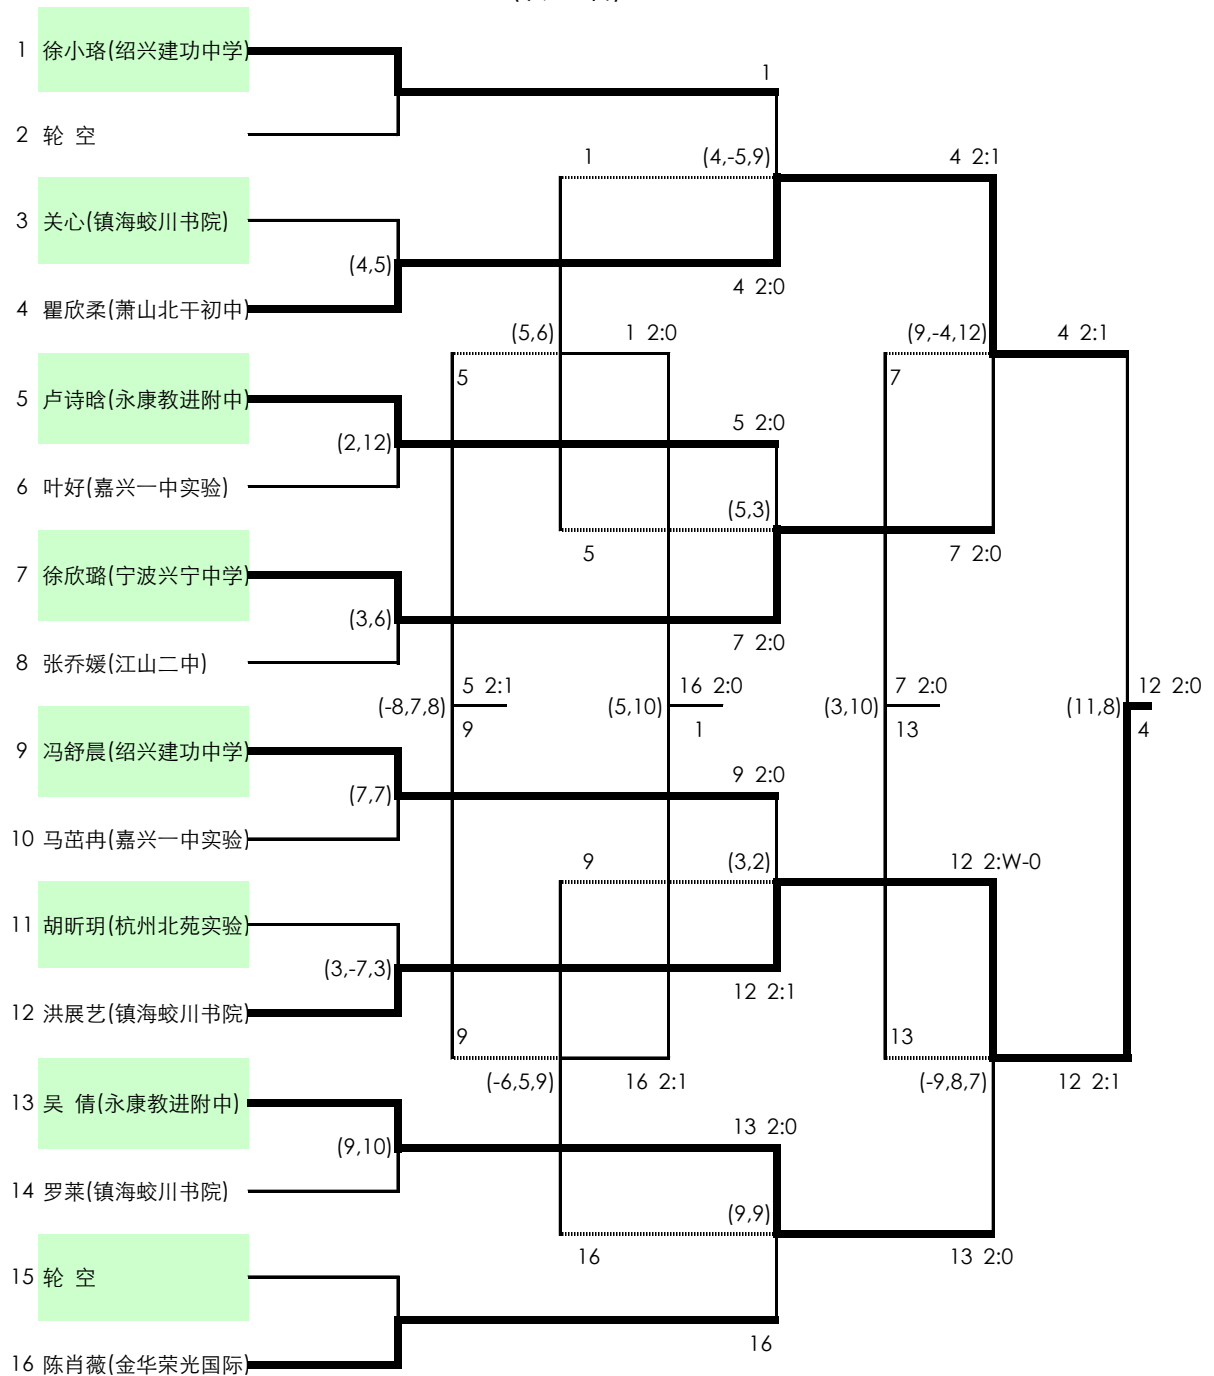 1
1 徐小珞(绍兴建功中学)
2 轮 空
1
(4,-5,9)
4 2:1
3 关心(镇海蛟川书院)
(4,5)
4 2:0
4 瞿欣柔(萧山北干初中)
(5,6)
1 2:0
(9,-4,12)
4 2:1
5
7
5 卢诗晗(永康教进附中)
5 2:0
(2,12)
6 叶好(嘉兴一中实验)
(5,3)
5
7 2:0
7 徐欣璐(宁波兴宁中学)
(3,6)
7 2:0
8 张乔媛(江山二中)
(-8,7,8)
5 2:1
9
(5,10)
16 2:0
1
(3,10)
7 2:0
13
(11,8)
12 2:0
4
9 冯舒晨(绍兴建功中学)
9 2:0
(7,7)
10 马茁冉(嘉兴一中实验)
9
(3,2)
12 2:W-0
11 胡昕玥(杭州北苑实验)
(3,-7,3)
12 2:1
12 洪展艺(镇海蛟川书院)
9
13
(-6,5,9)
16 2:1
(-9,8,7)
12 2:1
13 吴 倩(永康教进附中)
13 2:0
(9,10)
14 罗莱(镇海蛟川书院)
(9,9)
16
13 2:0
15 轮 空
16
16 陈肖薇(金华荣光国际)